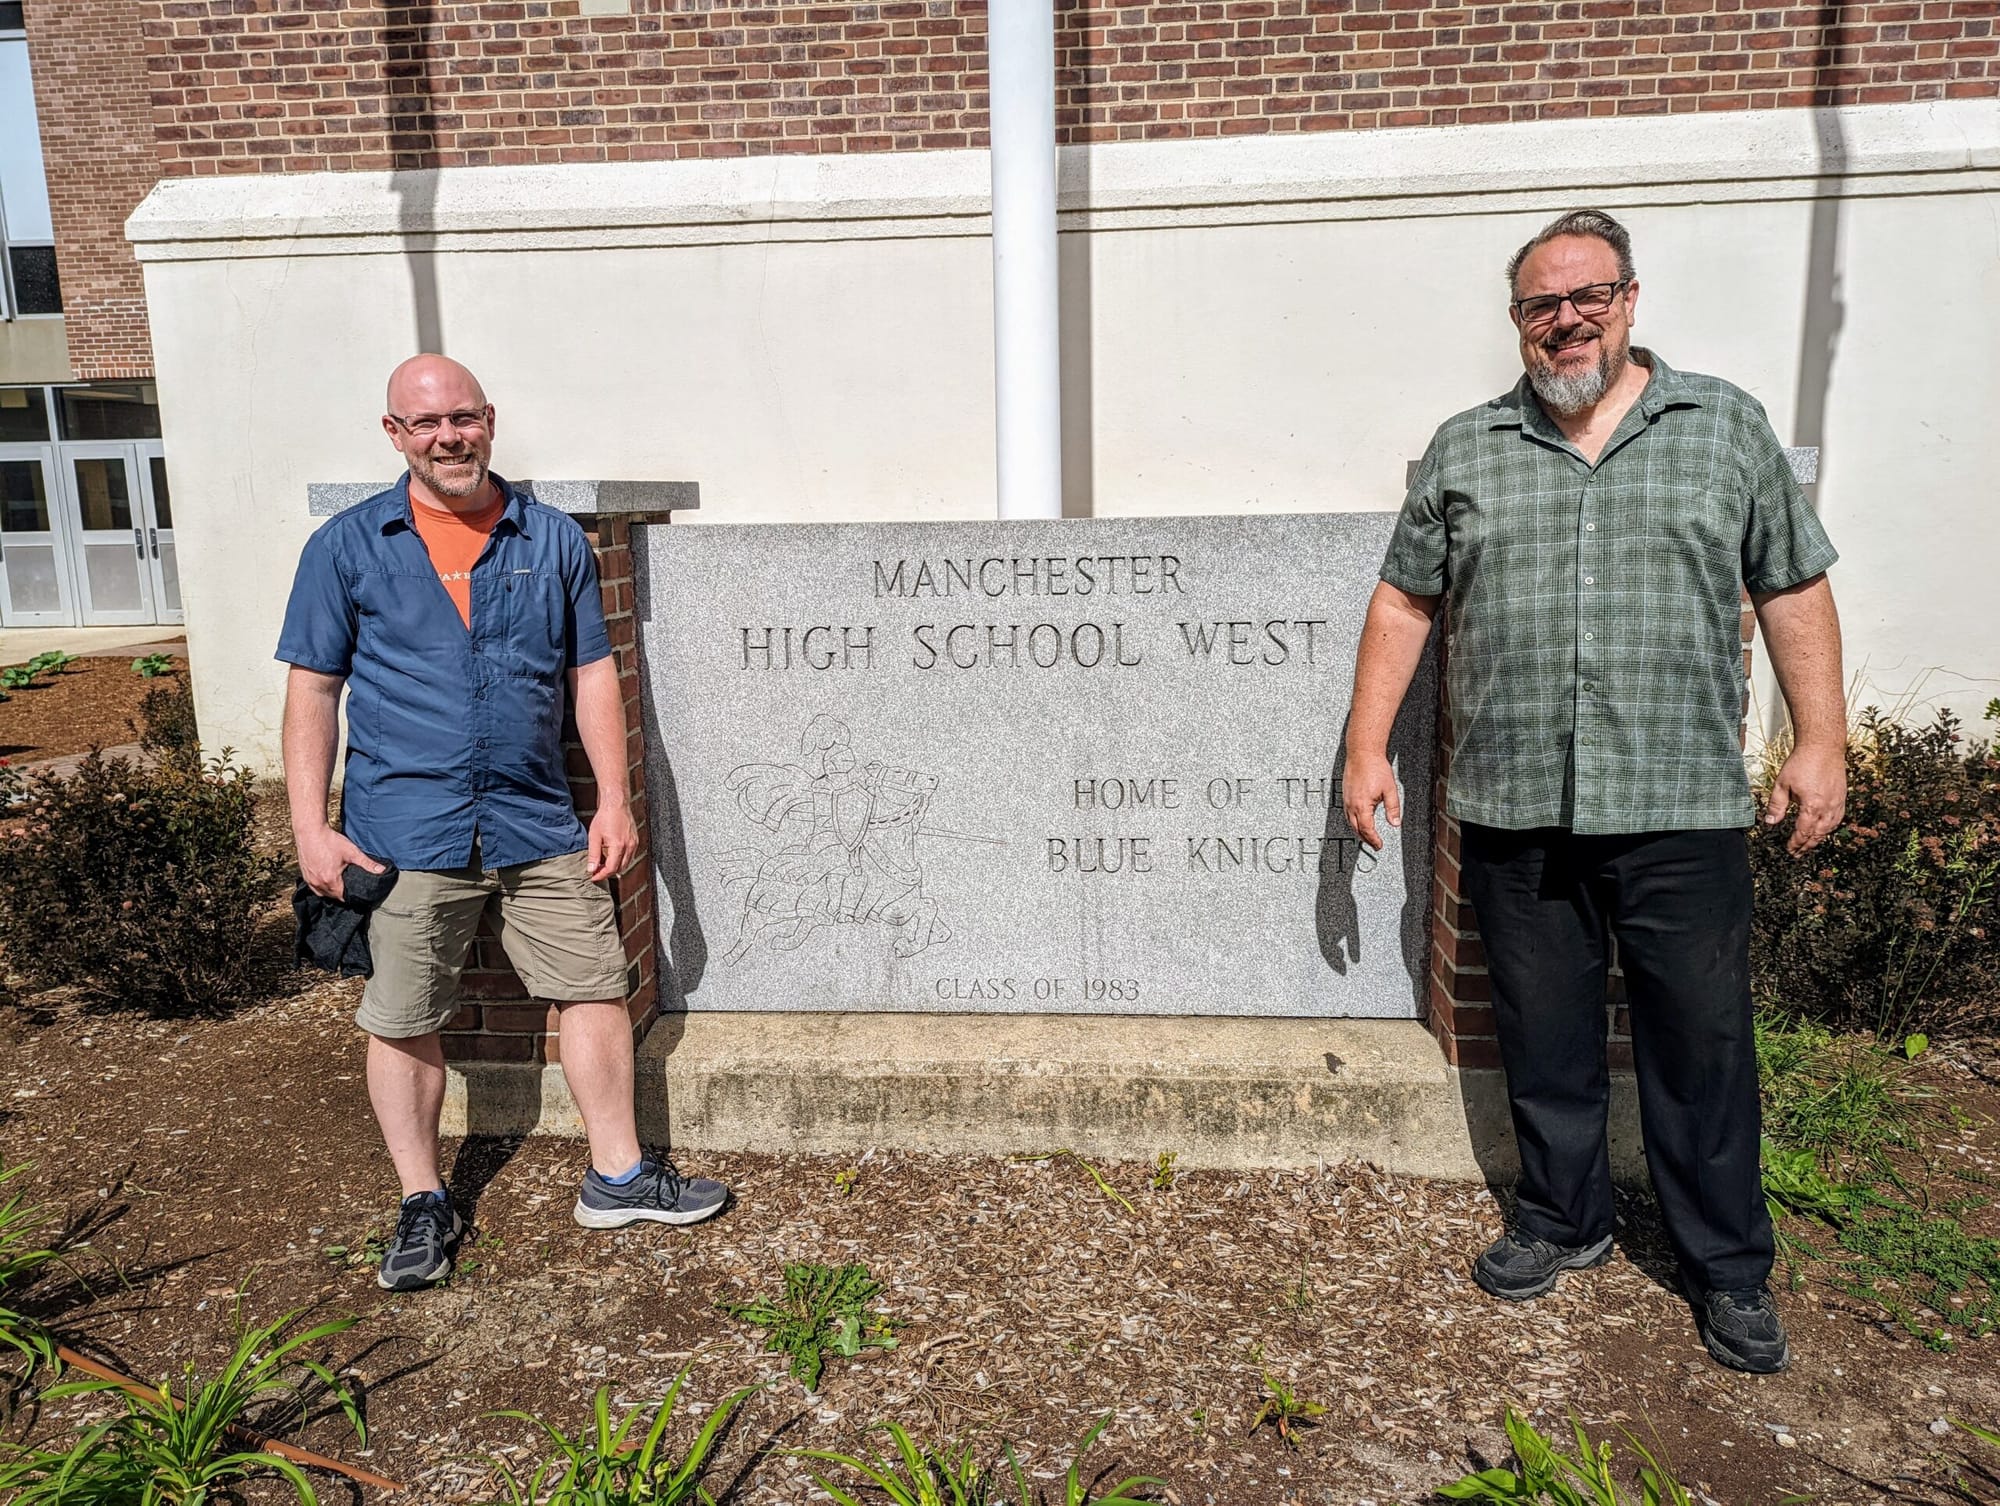 MANCHESTER
HIGH SCHOOL WEST
HOME OF THE
BLUE KNIGHTS
CLASS OF 1983